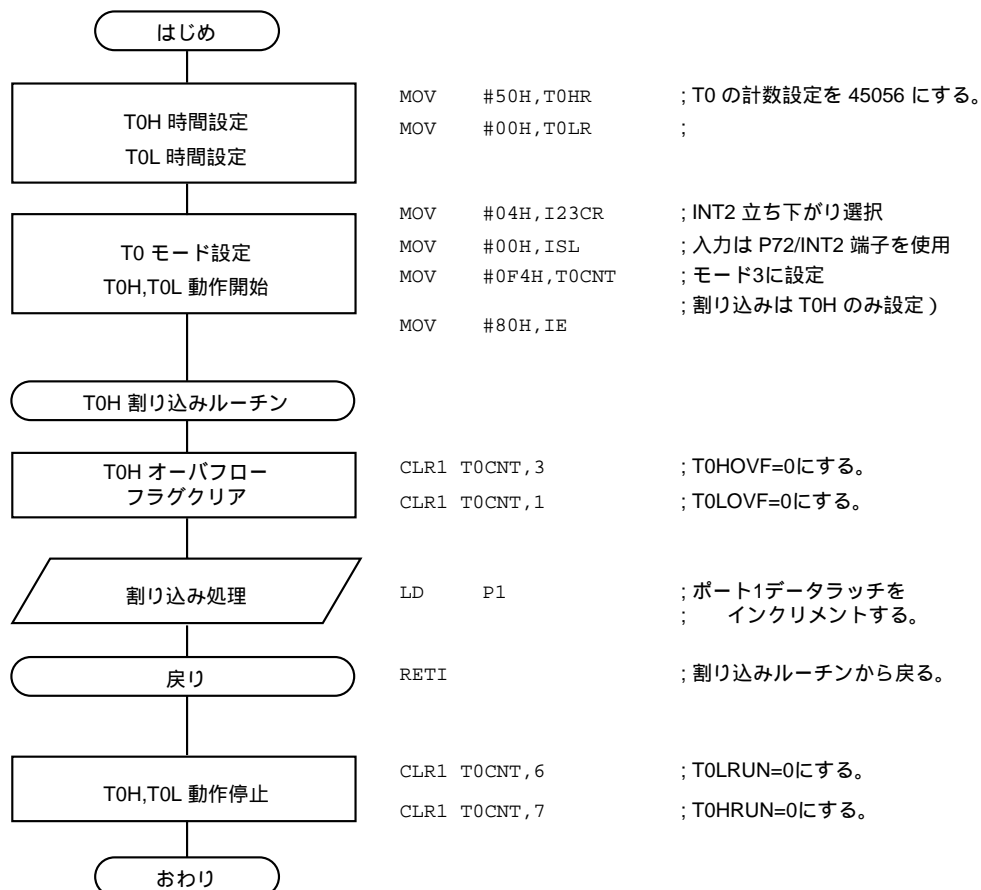 はじめ
T0H 時間設定
T0L 時間設定
MOV #50H,T0HR ; T0 の計数設定を 45056 にする。
MOV #00H,T0LR ;
T0 モード設定
T0H,T0L 動作開始
MOV #04H,I23CR ; INT2 立ち下がり選択
MOV #00H,ISL ; 入力は P72/INT2 端子を使用
MOV #0F4H,T0CNT ; モード3に設定
; 割り込みは T0H のみ設定 )
MOV #80H,IE
T0H 割り込みルーチン
T0H オーバフロー
フラグクリア
CLR1 T0CNT,3 ; T0HOVF=0にする。
CLR1 T0CNT,1 ; T0LOVF=0にする。
割り込み処理
LD P1 ; ポート1データラッチを
; インクリメントする。
戻り
RETI ; 割り込みルーチンから戻る。
T0H,T0L 動作停止
CLR1 T0CNT,6 ; T0LRUN=0にする。
CLR1 T0CNT,7 ; T0HRUN=0にする。
おわり